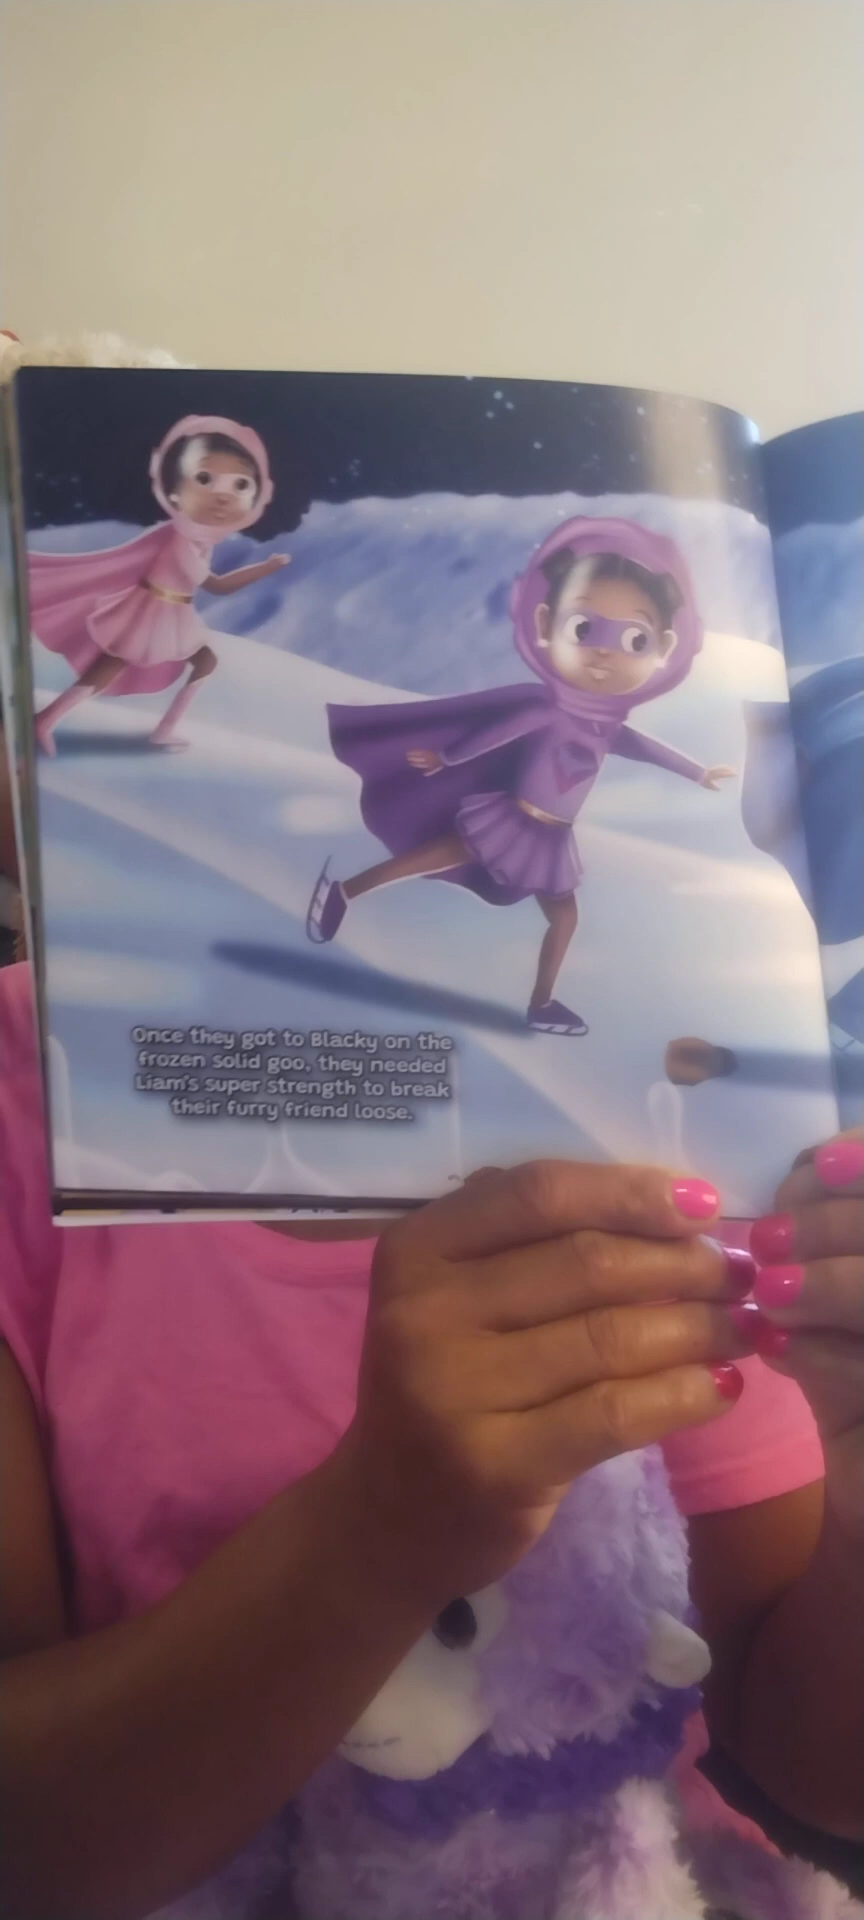 Once they got to Blacky on the
frozen solid goo, they needed
Liam's super strength to break
their furry friend loose.